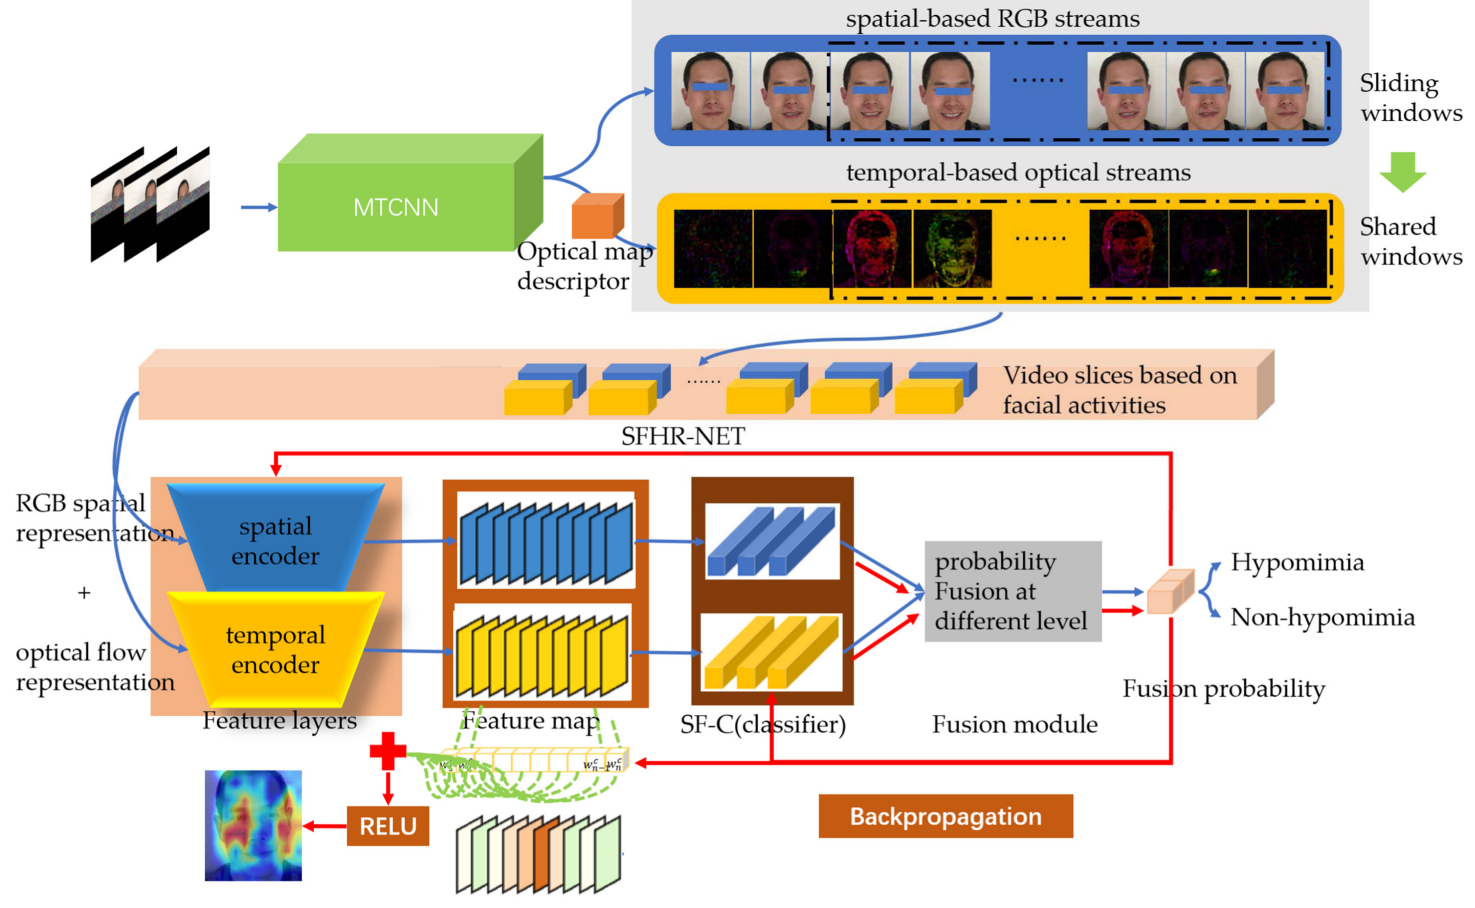 spatial-based RGB streams
Sliding
windows
MTCNN
temporal-based optical streams
Optical map
descriptor
Shared
windows
Video slices based on
facial activities
SFHR-NET
RGB spatial
representation
+
optical flow
representation
spatial
encoder
temporal
encoder
Feature layers
Feature map
SF-C(classifier)
probability
Fusion at
different level
Fusion module
Hypomimia
Non-hypomimia
Fusion probability
w_{n-1}^c w_n^c
RELU
Backpropagation